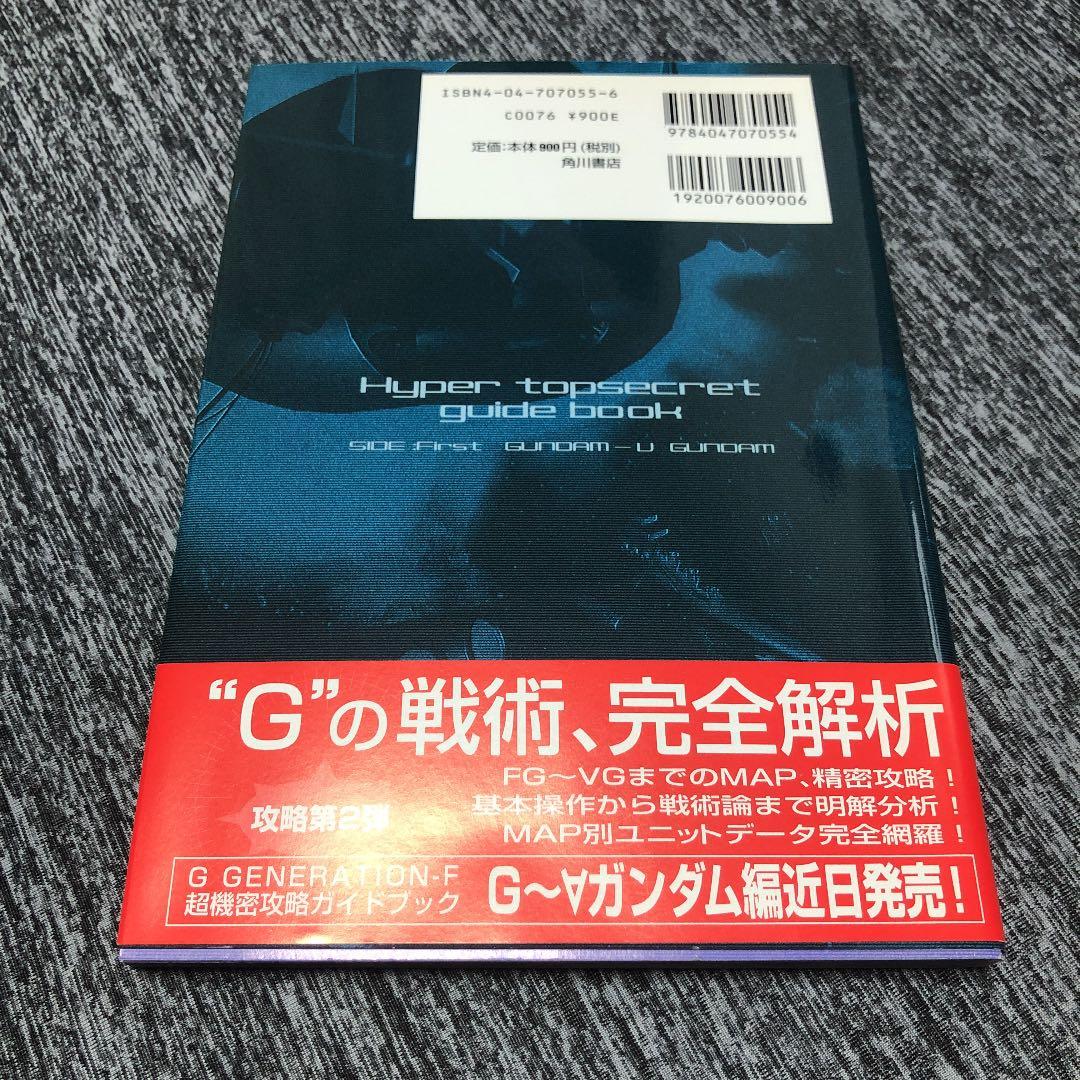 ISBN4-04-707055-6
C0076 ¥900E
定価:本体900円(税別)
角川書店
9784047070554
1920076009006
Hyper topsecret
guide book
SIDE:First GUNDAM-V GUNDAM
“G”の戦術、完全解析
FG～VGまでのMAP、精密攻略!
基本操作から戦術論まで明解分析!
MAP別ユニットデータ完全網羅!
攻略第2弾
G GENERATION-F
超機密攻略ガイドブック
G～∀ガンダム編近日発売!